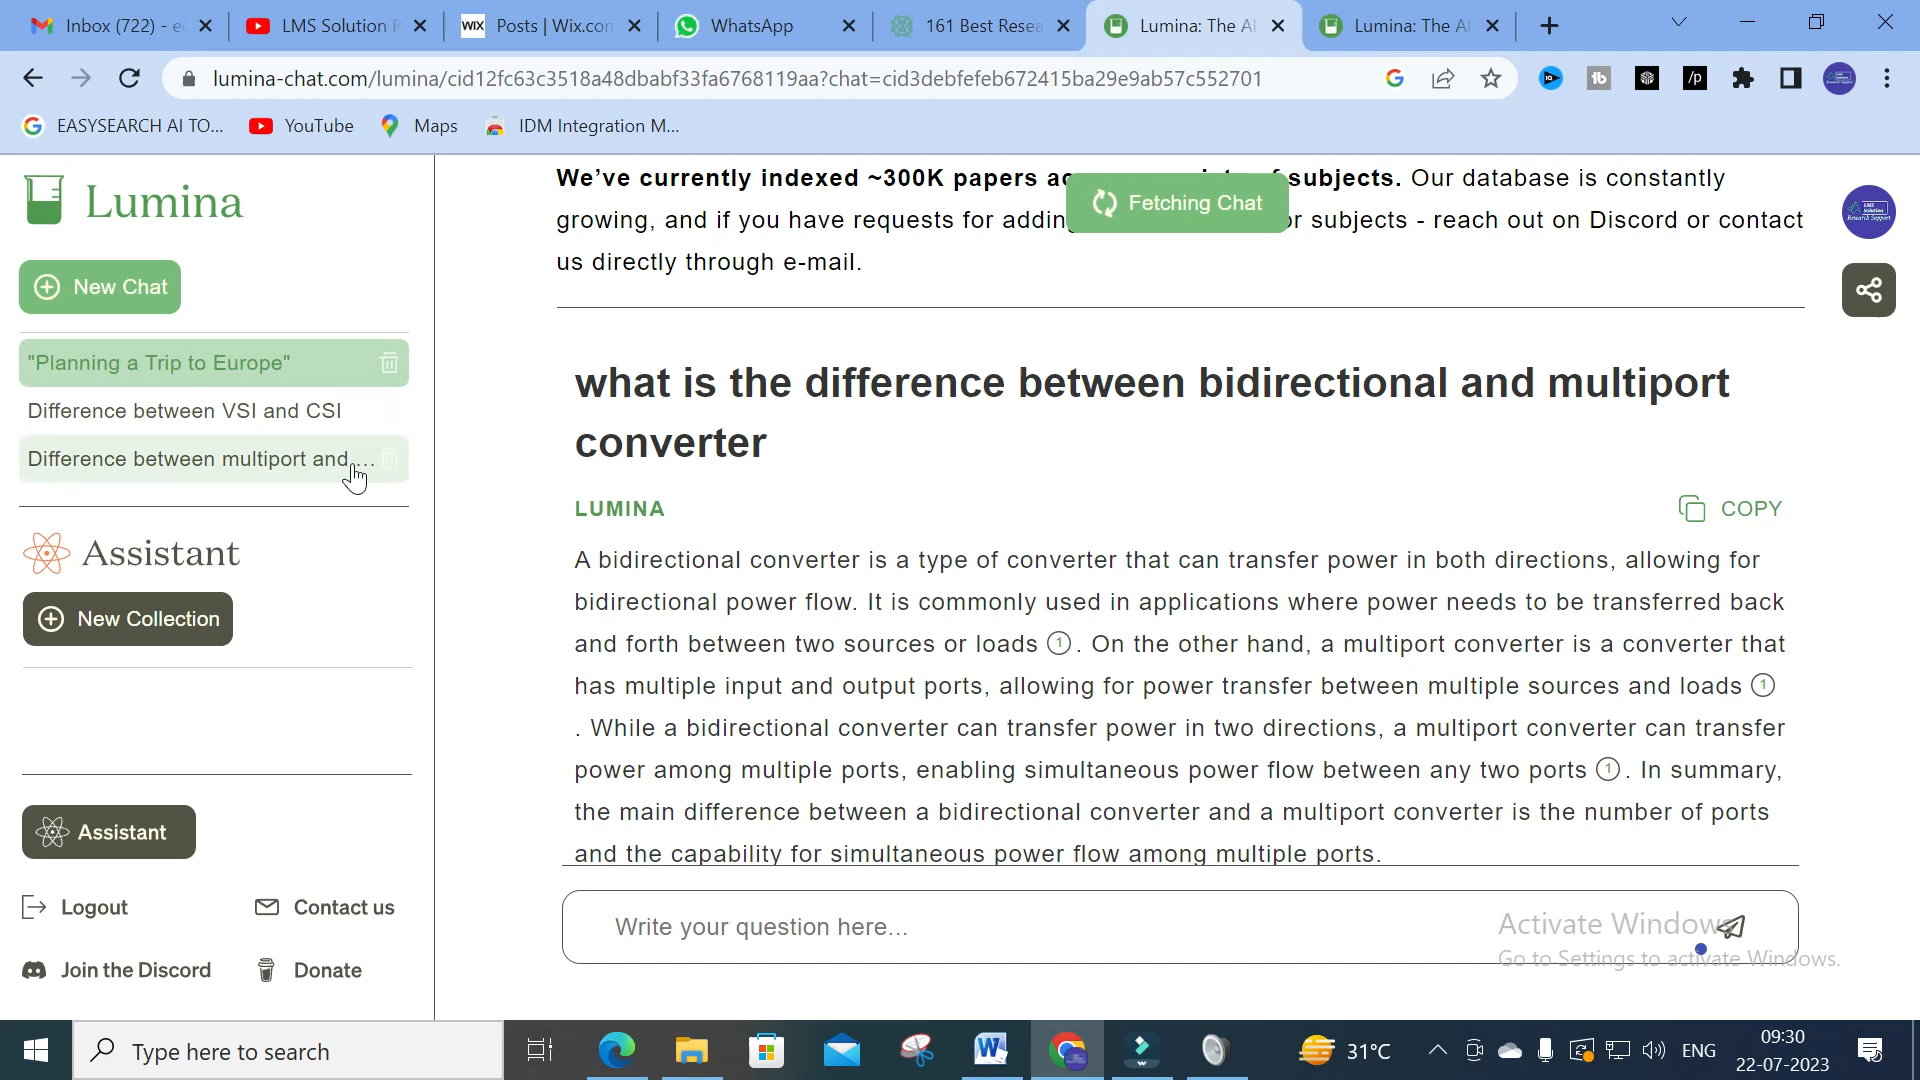 Inbox (722) - e
LMS Solution
WIX Posts | Wix.con
WhatsApp
161 Best Resea
Lumina: The AI
Lumina: The AI
lumina-chat.com/lumina/cid12fc63c3518a48dbabf33fa6768119aa?chat=cid3debfefeb672415ba29e9ab57c552701
EASYSEARCH AI TO...
YouTube
Maps
IDM Integration M...
Lumina
New Chat
"Planning a Trip to Europe"
Difference between VSI and CSI
Difference between multiport and ...
Assistant
New Collection
Assistant
Logout
Contact us
Join the Discord
Donate
We've currently indexed ~300K papers subjects. Our database is constantly
Fetching Chat
growing, and if you have requests for adding subjects - reach out on Discord or contact
us directly through e-mail.
what is the difference between bidirectional and multiport
converter
LUMINA
COPY
A bidirectional converter is a type of converter that can transfer power in both directions, allowing for
bidirectional power flow. It is commonly used in applications where power needs to be transferred back
and forth between two sources or loads 1. On the other hand, a multiport converter is a converter that
has multiple input and output ports, allowing for power transfer between multiple sources and loads 1
. While a bidirectional converter can transfer power in two directions, a multiport converter can transfer
power among multiple ports, enabling simultaneous power flow between any two ports 1. In summary,
the main difference between a bidirectional converter and a multiport converter is the number of ports
and the capability for simultaneous power flow among multiple ports.
Write your question here...
Activate Windows
Go to Settings to activate Windows.
Type here to search
31°C
ENG
09:30
22-07-2023